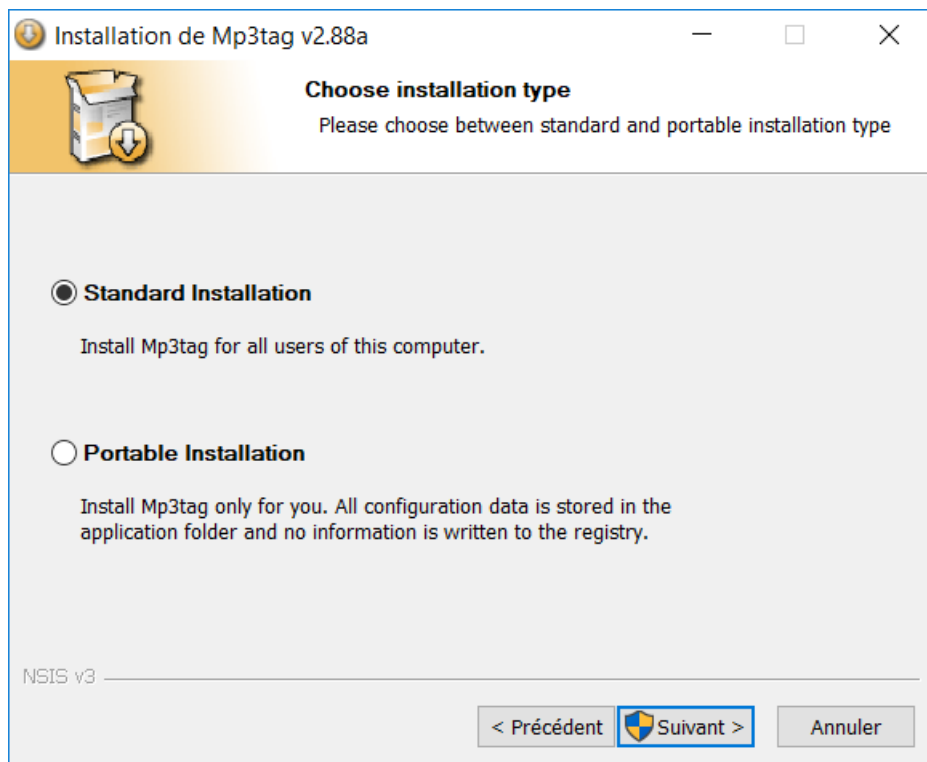 Installation de Mp3tag v2.88a
Choose installation type
Please choose between standard and portable installation type
Standard Installation
Install Mp3tag for all users of this computer.
Portable Installation
Install Mp3tag only for you. All configuration data is stored in the
application folder and no information is written to the registry.
NSIS v3
< Précédent Suivant > Annuler